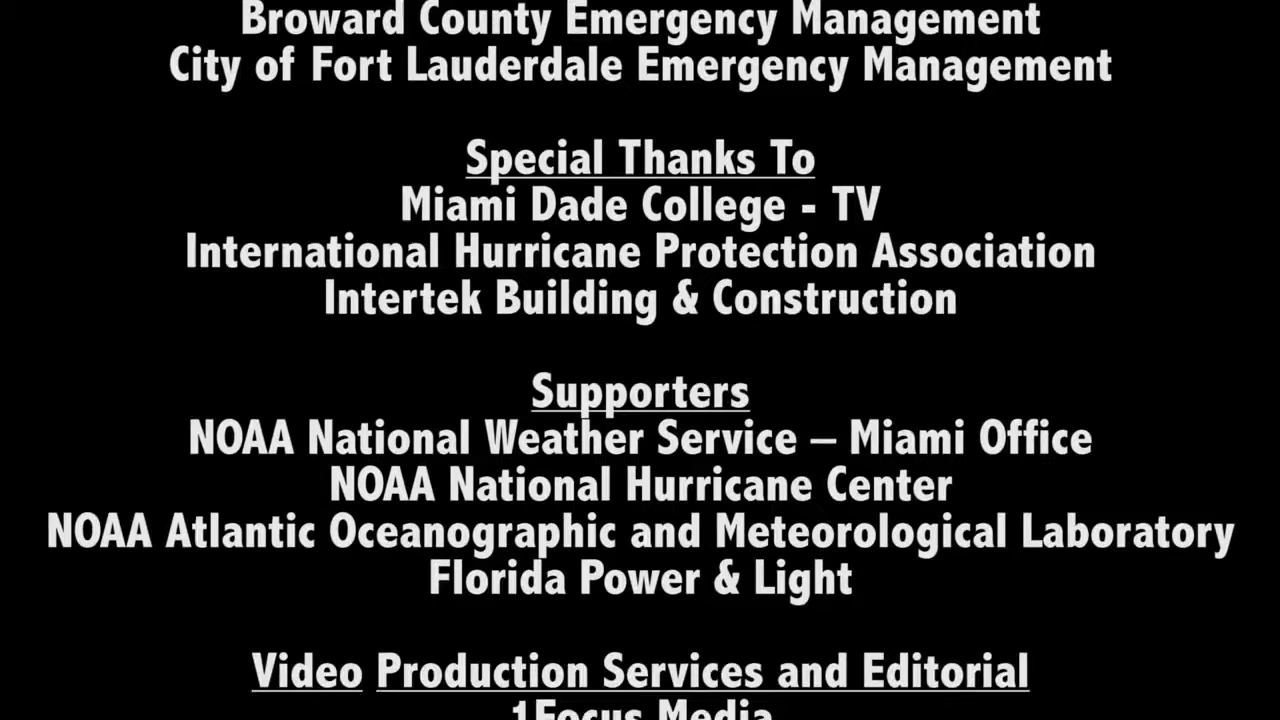 Broward County Emergency Management
City of Fort Lauderdale Emergency Management
Special Thanks To
Miami Dade College - TV
International Hurricane Protection Association
Intertek Building & Construction
Supporters
NOAA National Weather Service – Miami Office
NOAA National Hurricane Center
NOAA Atlantic Oceanographic and Meteorological Laboratory
Florida Power & Light
Video Production Services and Editorial
1Focus Media